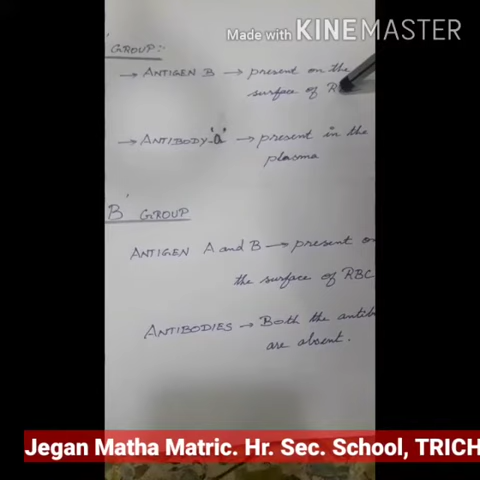 Made with KINEMASTER
' GROUP:-
→ ANTIGEN B → present on the
surface of
→ ANTIBODY 'a' → present in the
plasma
B' GROUP
ANTIGEN A and B → present on
the surface of RBC
ANTIBODIES → Both the antib
are absent.
Jegan Matha Matric. Hr. Sec. School, TRICH